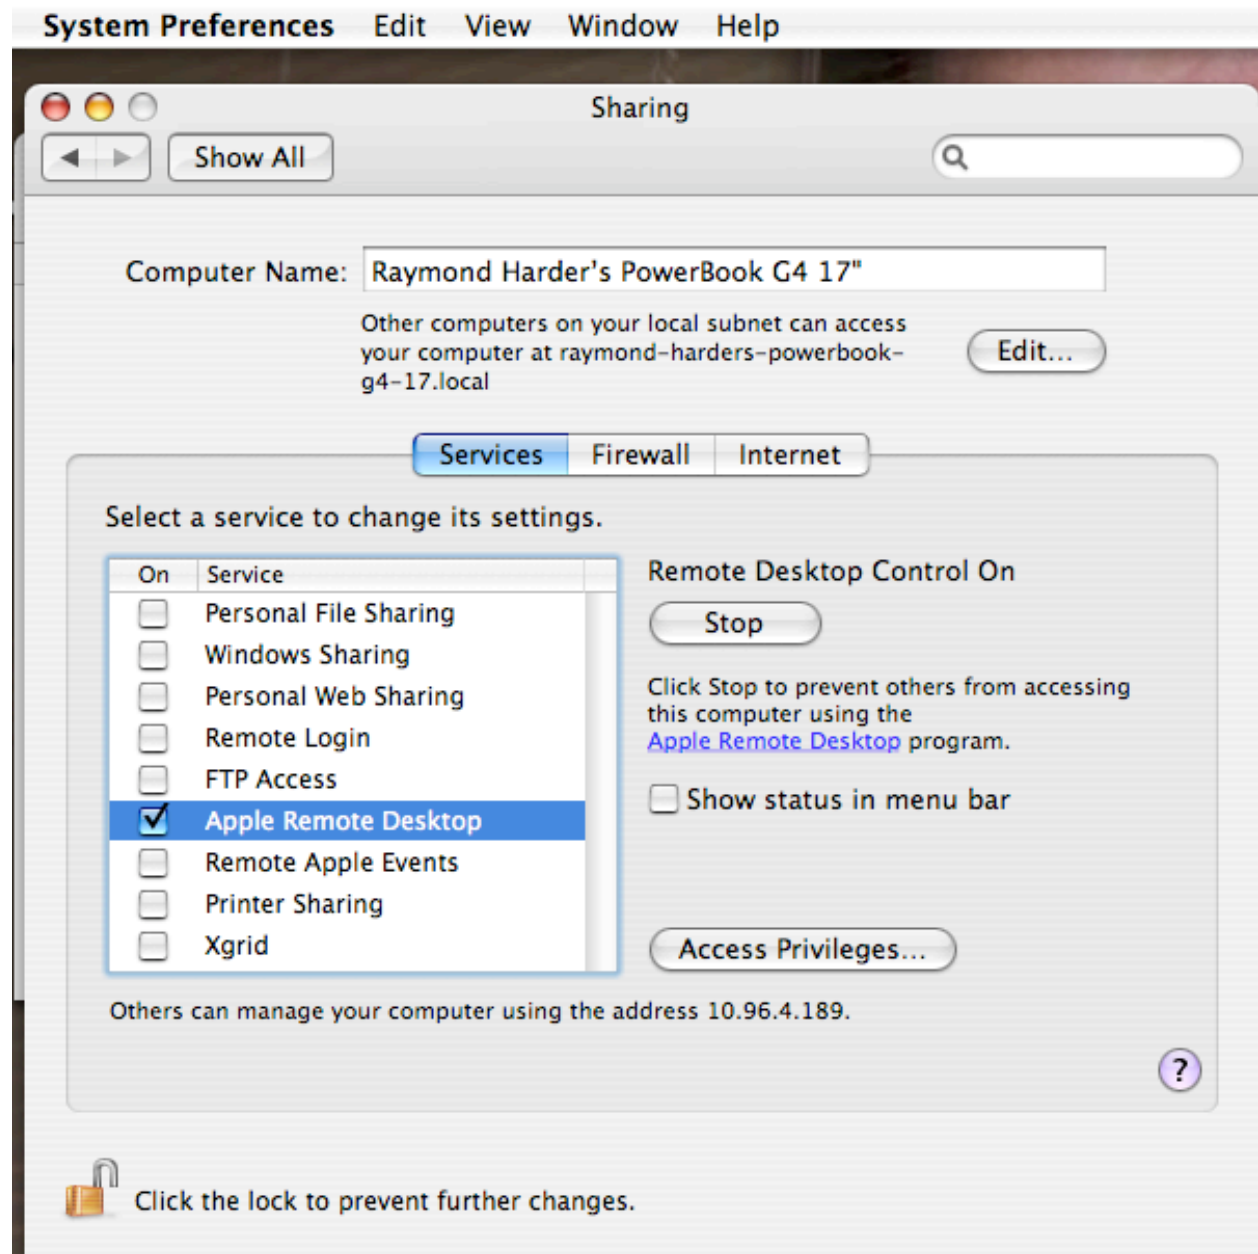 System Preferences Edit View Window Help
Sharing
Show All
Computer Name: Raymond Harder's PowerBook G4 17"
Other computers on your local subnet can access
your computer at raymond-harders-powerbook-
g4-17.local
Edit...
Services Firewall Internet
Select a service to change its settings.
On Service
Personal File Sharing
Windows Sharing
Personal Web Sharing
Remote Login
FTP Access
Apple Remote Desktop
Remote Apple Events
Printer Sharing
Xgrid
Remote Desktop Control On
Stop
Click Stop to prevent others from accessing
this computer using the
Apple Remote Desktop program.
Show status in menu bar
Access Privileges...
Others can manage your computer using the address 10.96.4.189.
?
Click the lock to prevent further changes.